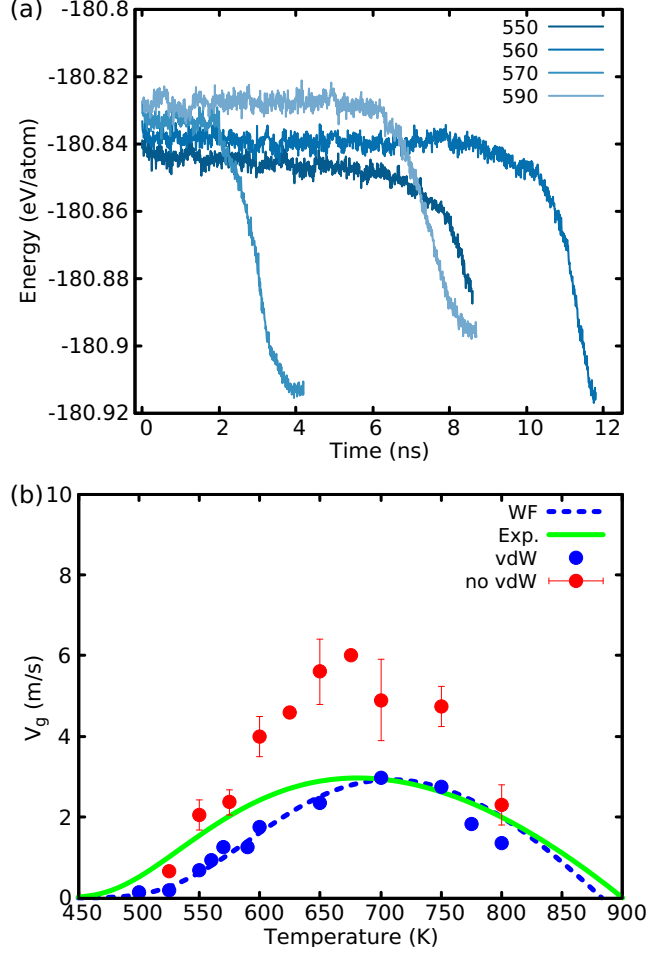 (a)
-180.8
-180.82
-180.84
-180.86
-180.88
-180.9
-180.92
Energy (eV/atom)
550
560
570
590
0 2 4 6 8 10 12
Time (ns)
(b)
10
8
6
4
2
0
V_g (m/s)
WF
Exp.
vdW
no vdW
450 500 550 600 650 700 750 800 850 900
Temperature (K)